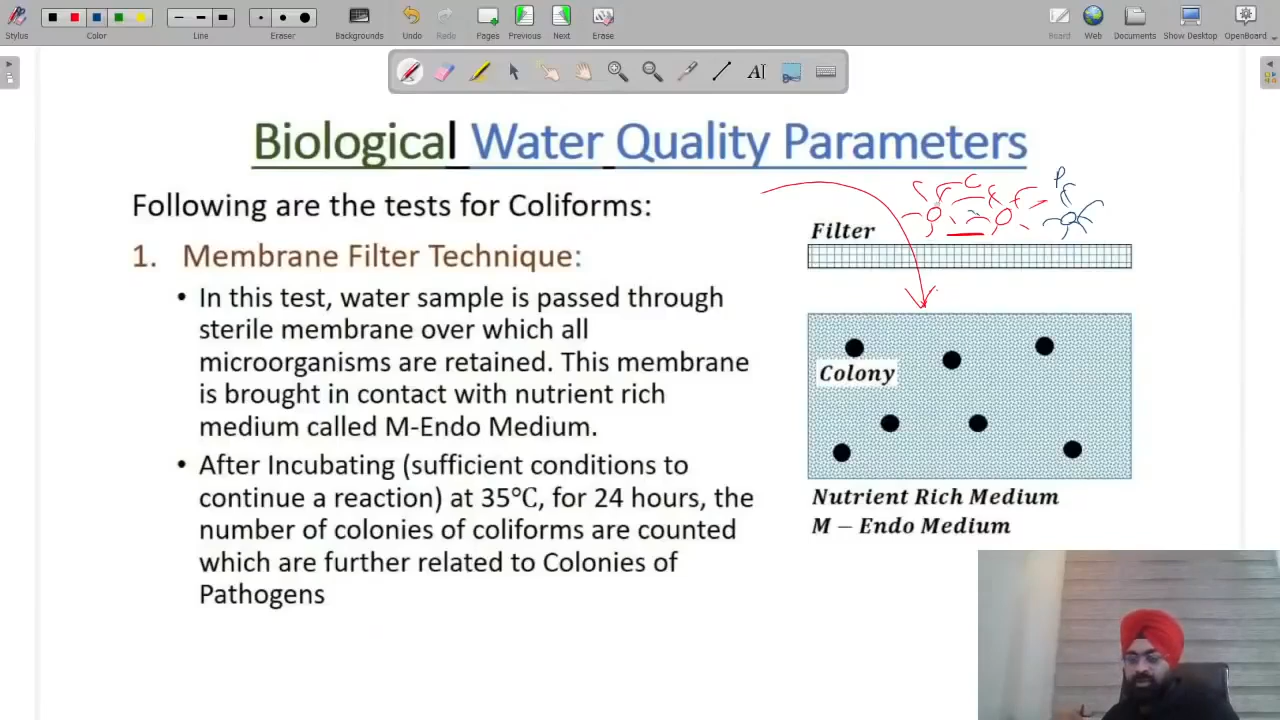 Stylus
Color
Line
Eraser
Backgrounds
Undo
Redo
Pages
Previous
Next
Erase
Board
Web
Documents
Show Desktop
OpenBoard
Biological Water Quality Parameters
Following are the tests for Coliforms:
1. Membrane Filter Technique:
• In this test, water sample is passed through
sterile membrane over which all
microorganisms are retained. This membrane
is brought in contact with nutrient rich
medium called M-Endo Medium.
• After Incubating (sufficient conditions to
continue a reaction) at 35℃, for 24 hours, the
number of colonies of coliforms are counted
which are further related to Colonies of
Pathogens
C
P
Filter
Colony
Nutrient Rich Medium
M − Endo Medium